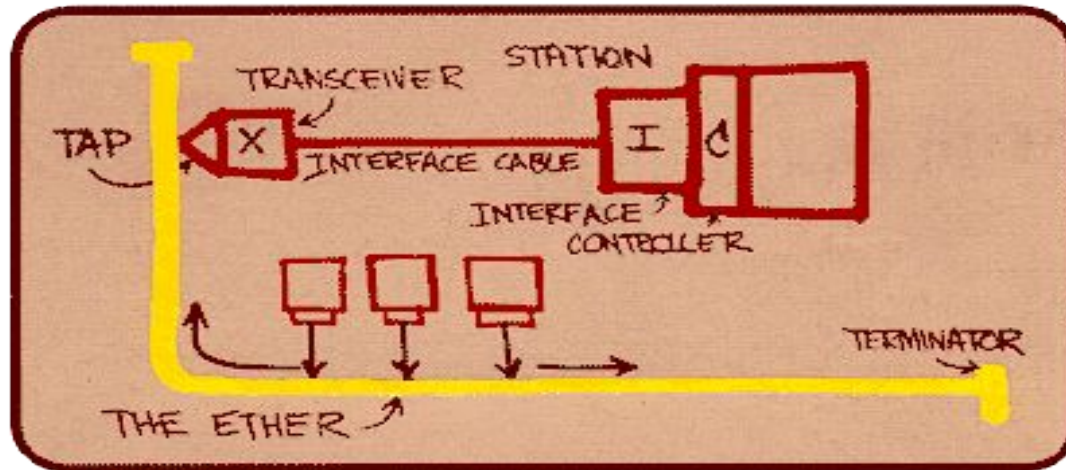 STATION
TRANSCEIVER
TAP
X
I
C
INTERFACE CABLE
INTERFACE
CONTROLLER
TERMINATOR
THE ETHER